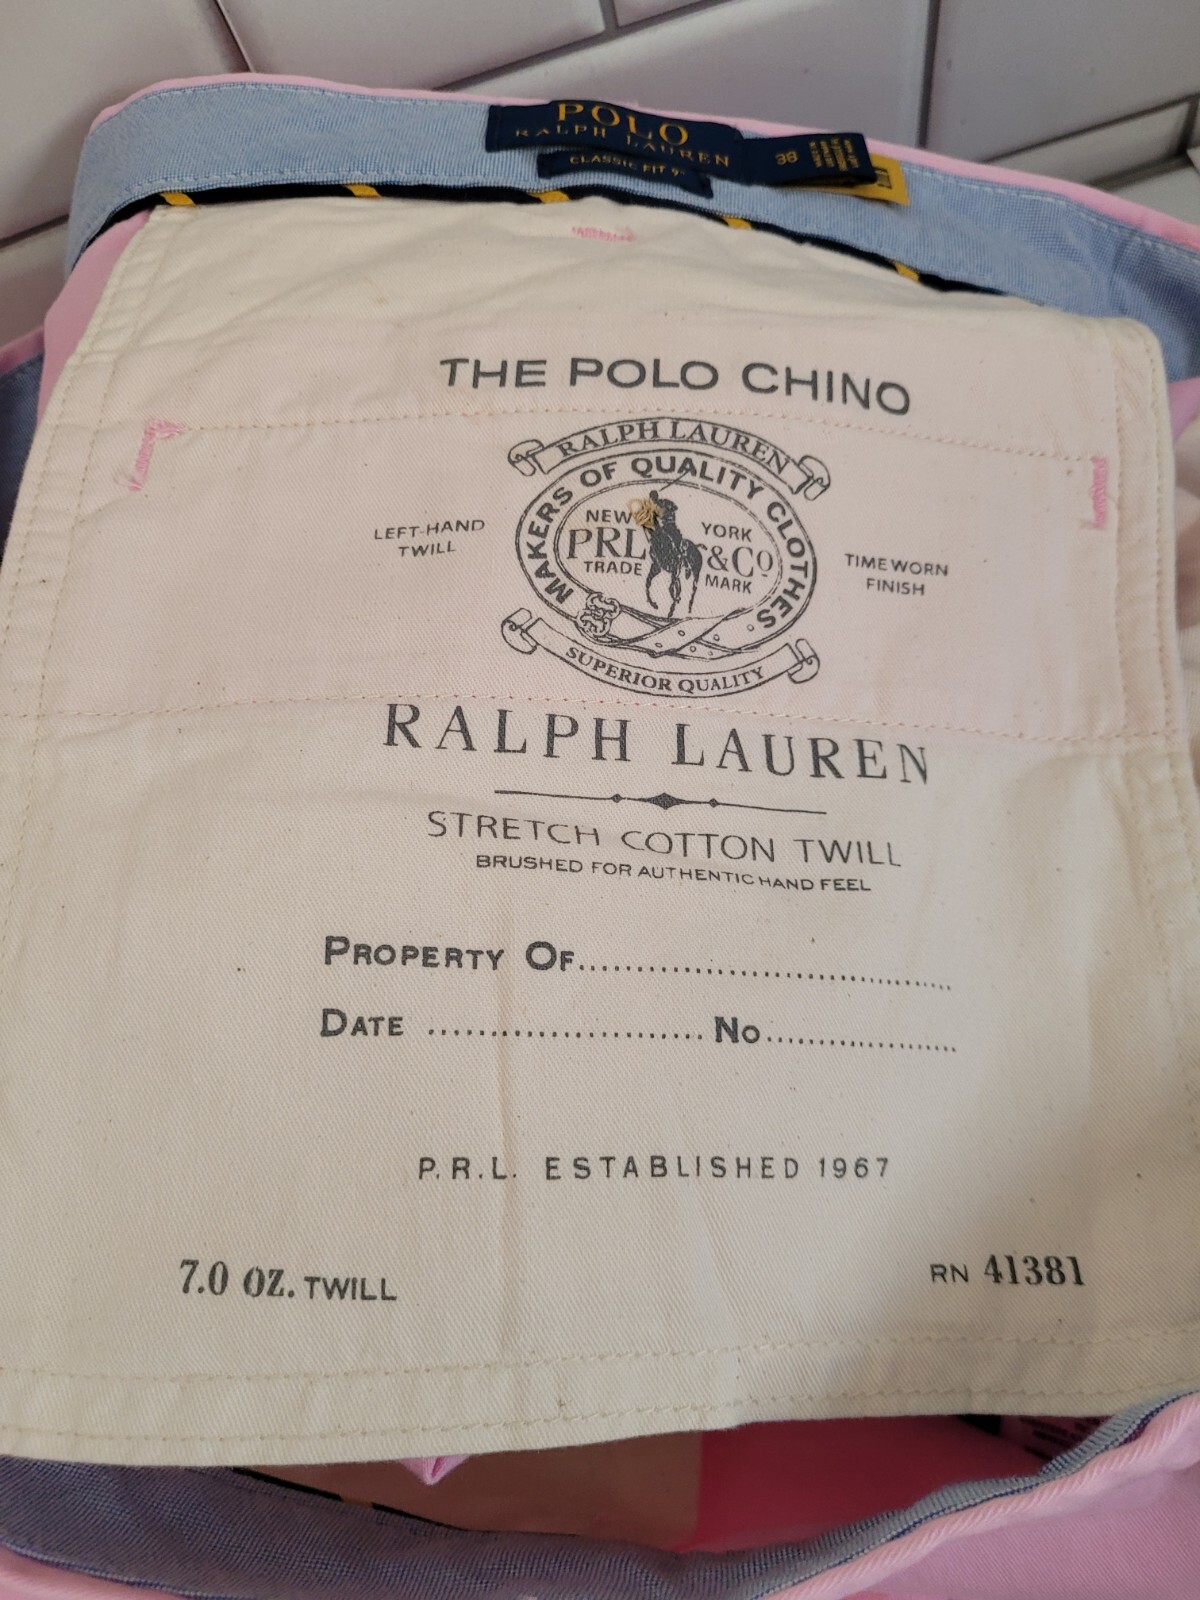 POLO
RALPH LAUREN
CLASSIC FIT 9"
38
THE POLO CHINO
RALPH LAUREN
MAKERS OF QUALITY CLOTHES
LEFT-HAND
TWILL
NEW YORK
PRL &Co
TRADE MARK
TIMEWORN
FINISH
SUPERIOR QUALITY
RALPH LAUREN
STRETCH COTTON TWILL
BRUSHED FOR AUTHENTIC HAND FEEL
PROPERTY OF..................................
DATE ........................ No.................
P.R.L. ESTABLISHED 1967
7.0 OZ. TWILL
RN 41381